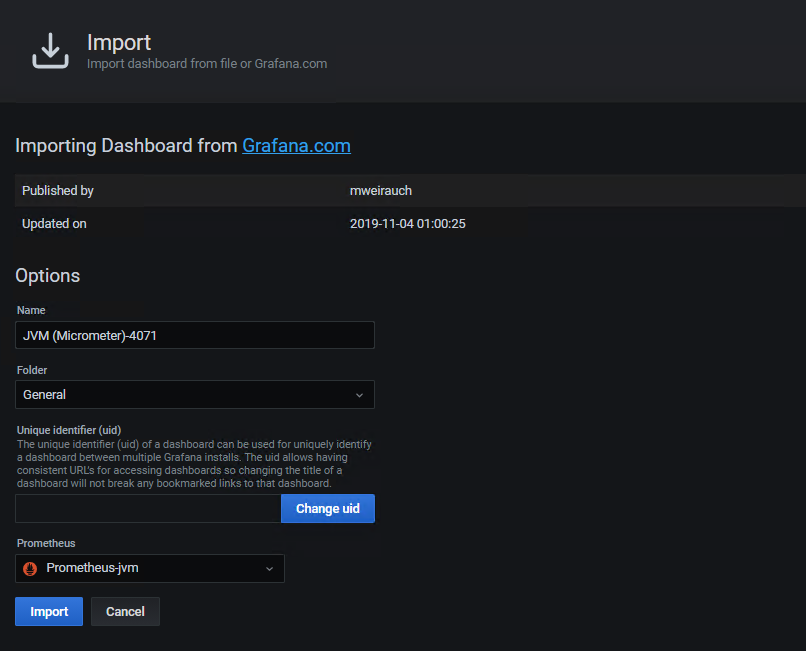 Import
Import dashboard from file or Grafana.com
Importing Dashboard from Grafana.com
Published by mweirauch
Updated on 2019-11-04 01:00:25
Options
Name
JVM (Micrometer)-4071
Folder
General
Unique identifier (uid)
The unique identifier (uid) of a dashboard can be used for uniquely identify
a dashboard between multiple Grafana installs. The uid allows having
consistent URL's for accessing dashboards so changing the title of a
dashboard will not break any bookmarked links to that dashboard.
Change uid
Prometheus
Prometheus-jvm
Import Cancel